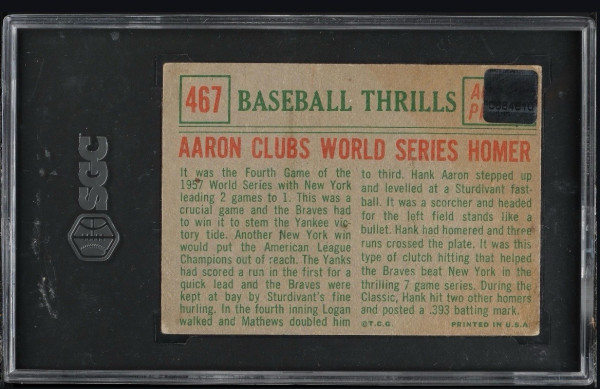 SGC
467
BASEBALL THRILLS
AARON CLUBS WORLD SERIES HOMER
It was the Fourth Game of the
1957 World Series with New York
leading 2 games to 1. This was a
crucial game and the Braves had
to win it to stem the Yankee vic-
tory tide. Another New York win
would put the American League
Champions out of reach. The Yanks
had scored a run in the first for a
quick lead and the Braves were
kept at bay by Sturdivant's fine
hurling. In the fourth inning Logan
walked and Mathews doubled him
to third. Hank Aaron stepped up
and levelled at a Sturdivant fast-
ball. It was a scorcher and headed
for the left field stands like a
bullet. Hank had homered and three
runs crossed the plate. It was this
type of clutch hitting that helped
the Braves beat New York in the
thrilling 7 game series. During the
Classic, Hank hit two other homers
and posted a .393 batting mark.
©T.C.G. PRINTED IN U.S.A.